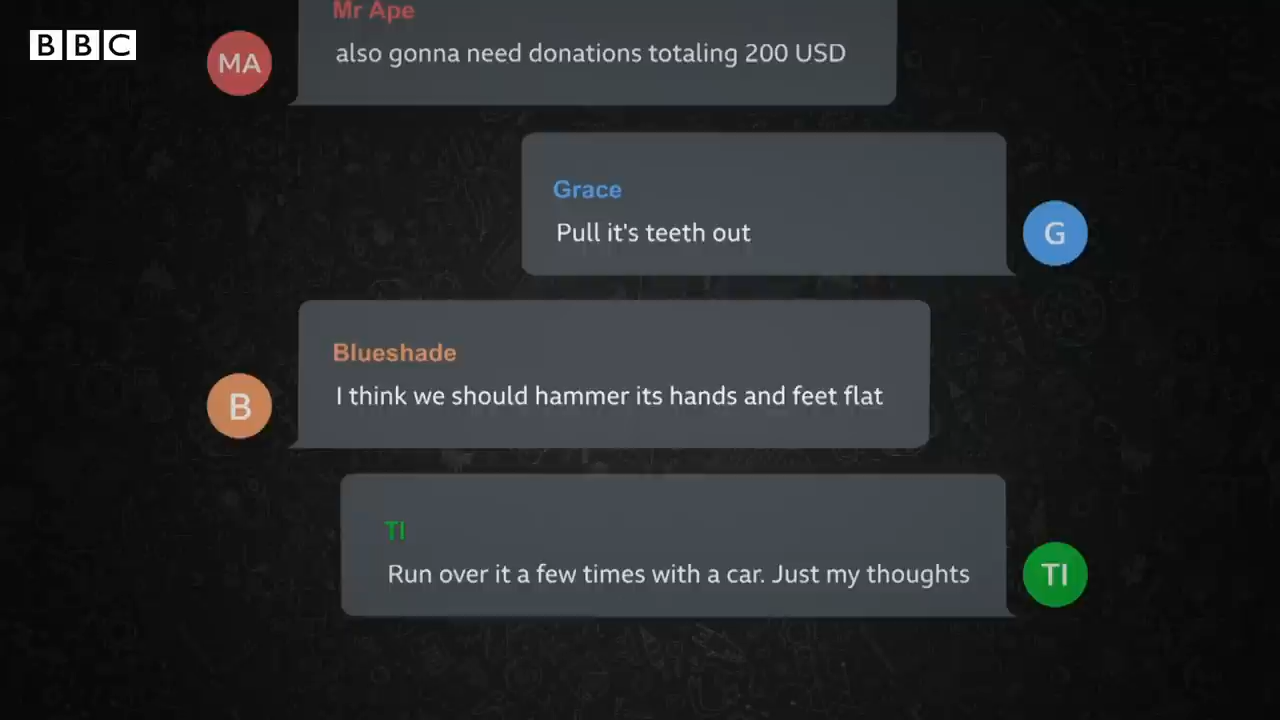 BBC
Mr Ape
MA
also gonna need donations totaling 200 USD
Grace
Pull it's teeth out
G
Blueshade
B
I think we should hammer its hands and feet flat
TI
Run over it a few times with a car. Just my thoughts
TI